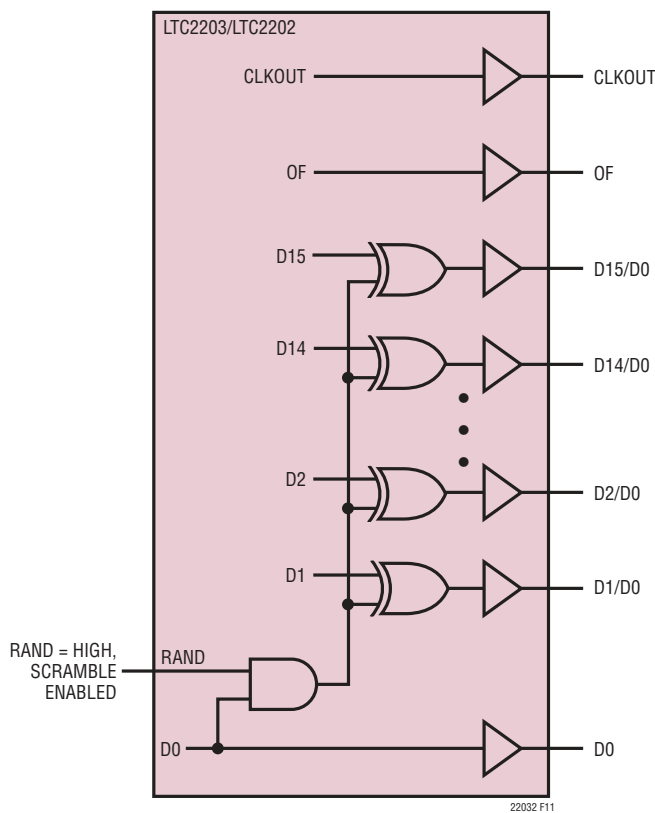 LTC2203/LTC2202
CLKOUT
CLKOUT
OF
OF
D15
D15/D0
D14
D14/D0
D2
D2/D0
D1
D1/D0
RAND = HIGH,
SCRAMBLE
ENABLED
RAND
D0
D0
22032 F11